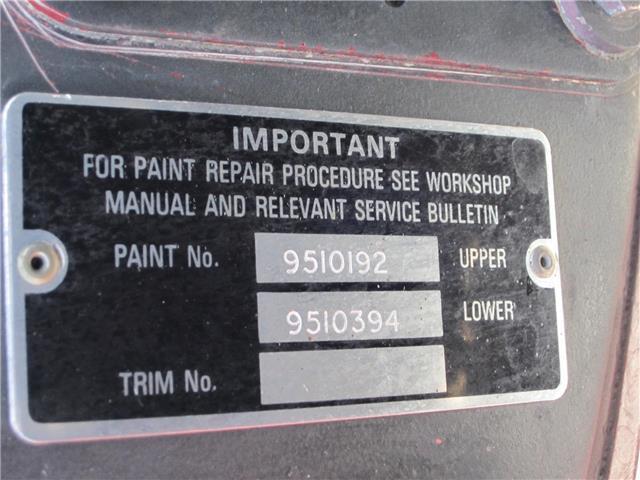 IMPORTANT
FOR PAINT REPAIR PROCEDURE SEE WORKSHOP
MANUAL AND RELEVANT SERVICE BULLETIN
PAINT No. 9510192 UPPER
9510394 LOWER
TRIM No.